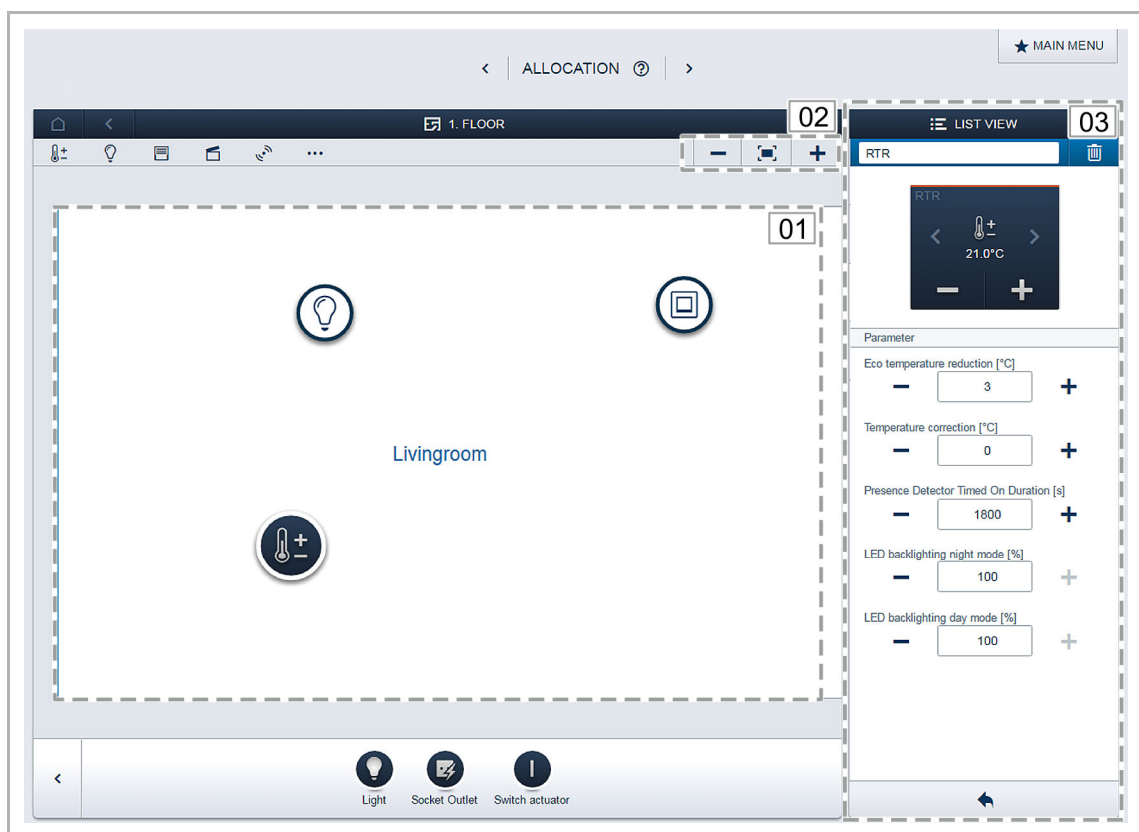 MAIN MENU
ALLOCATION
1. FLOOR
02
LIST VIEW
03
RTR
01
RTR
21.0°C
Livingroom
Parameter
Eco temperature reduction [°C]
3
Temperature correction [°C]
0
Presence Detector Timed On Duration [s]
1800
LED backlighting night mode [%]
100
LED backlighting day mode [%]
100
Light
Socket Outlet
Switch actuator